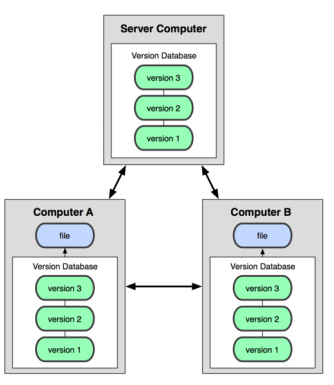 Server Computer
Version Database
version 3
version 2
version 1
Computer A
file
Version Database
version 3
version 2
version 1
Computer B
file
Version Database
version 3
version 2
version 1